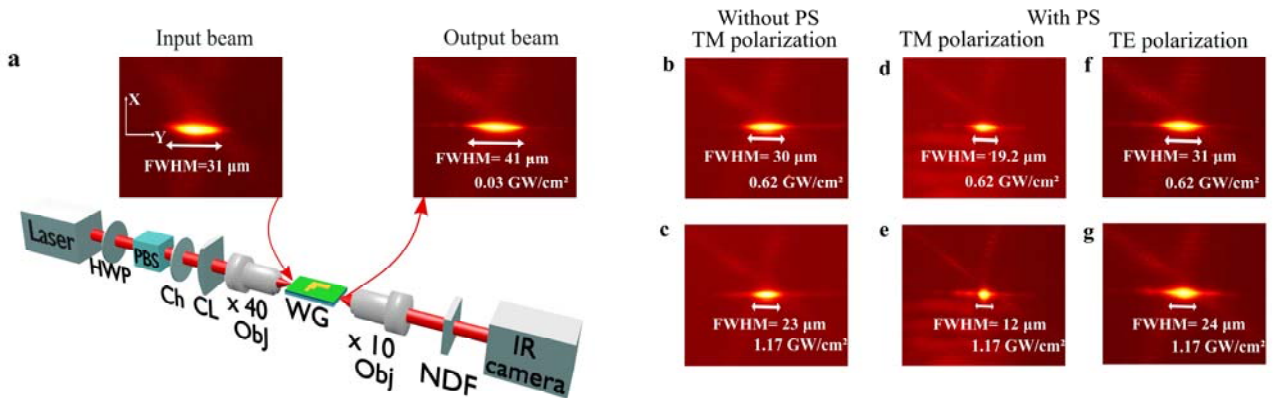 a
Input beam
Output beam
X
Y
FWHM=31 μm
FWHM= 41 μm
0.03 GW/cm²
Laser
HWP
PBS
Ch
CL
x 40
Obj
WG
x 10
Obj
NDF
IR
camera
Without PS
TM polarization
With PS
TM polarization
TE polarization
b
FWHM= 30 μm
0.62 GW/cm²
d
FWHM= 19.2 μm
0.62 GW/cm²
f
FWHM= 31 μm
0.62 GW/cm²
c
FWHM= 23 μm
1.17 GW/cm²
e
FWHM= 12 μm
1.17 GW/cm²
g
FWHM= 24 μm
1.17 GW/cm²